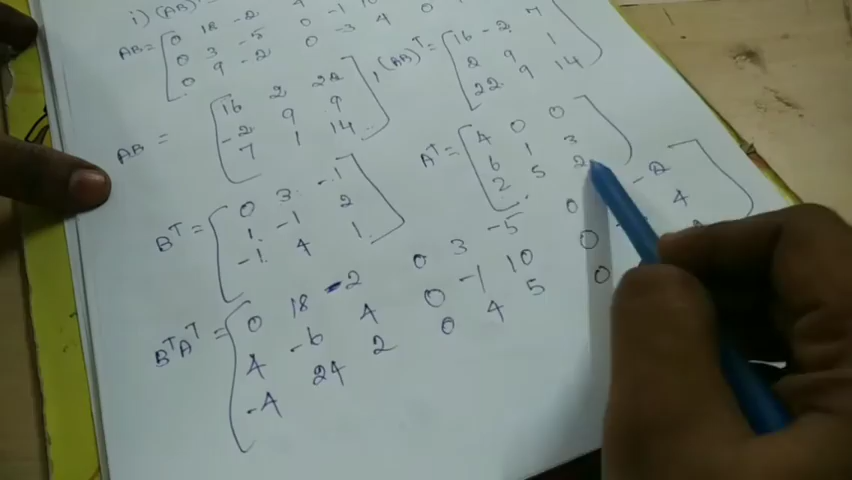 i) (AB)
AB = [ 0 18 -2 0 -1
0 3 -5 0 -3 4 0
0 9 -2
AB = [ 16 2 22
-2 9 9
7 1 14 ] , (AB)ᵀ = [ 16 -2 7
2 9 1
22 9 14 ]
Bᵀ = [ 0 3 -1
1 -1 2
-1 4 1 ]
Aᵀ = [ 4 0 0
6 1 3
2 5 2 ]
BᵀAᵀ = [ 0 18 -2 0 3 -5 0 -2
4 -6 4 0 -1 10 0 4
-4 24 2 0 4 5 0